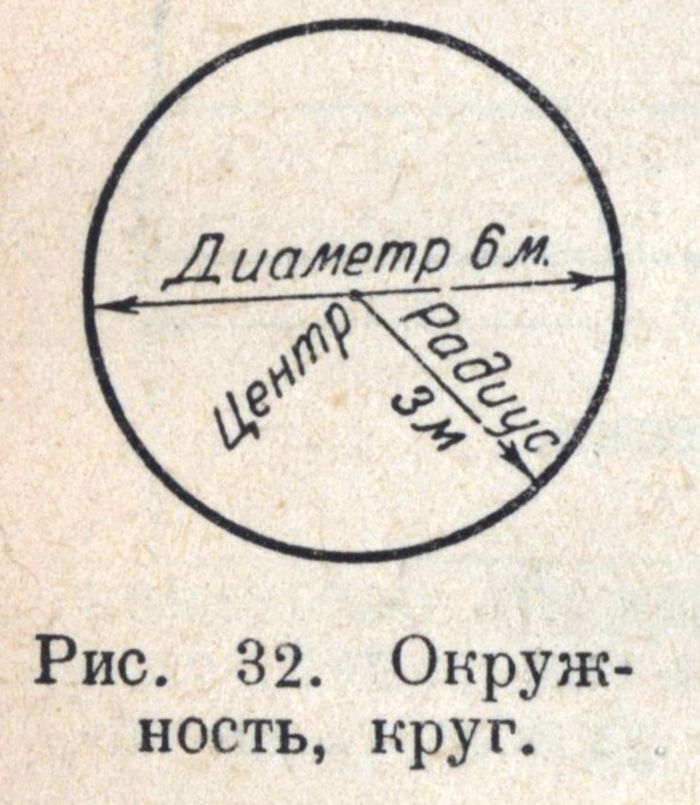 Диаметр 6 м.
Центр
Радиус
3 м
Рис. 32. Окруж-
ность, круг.